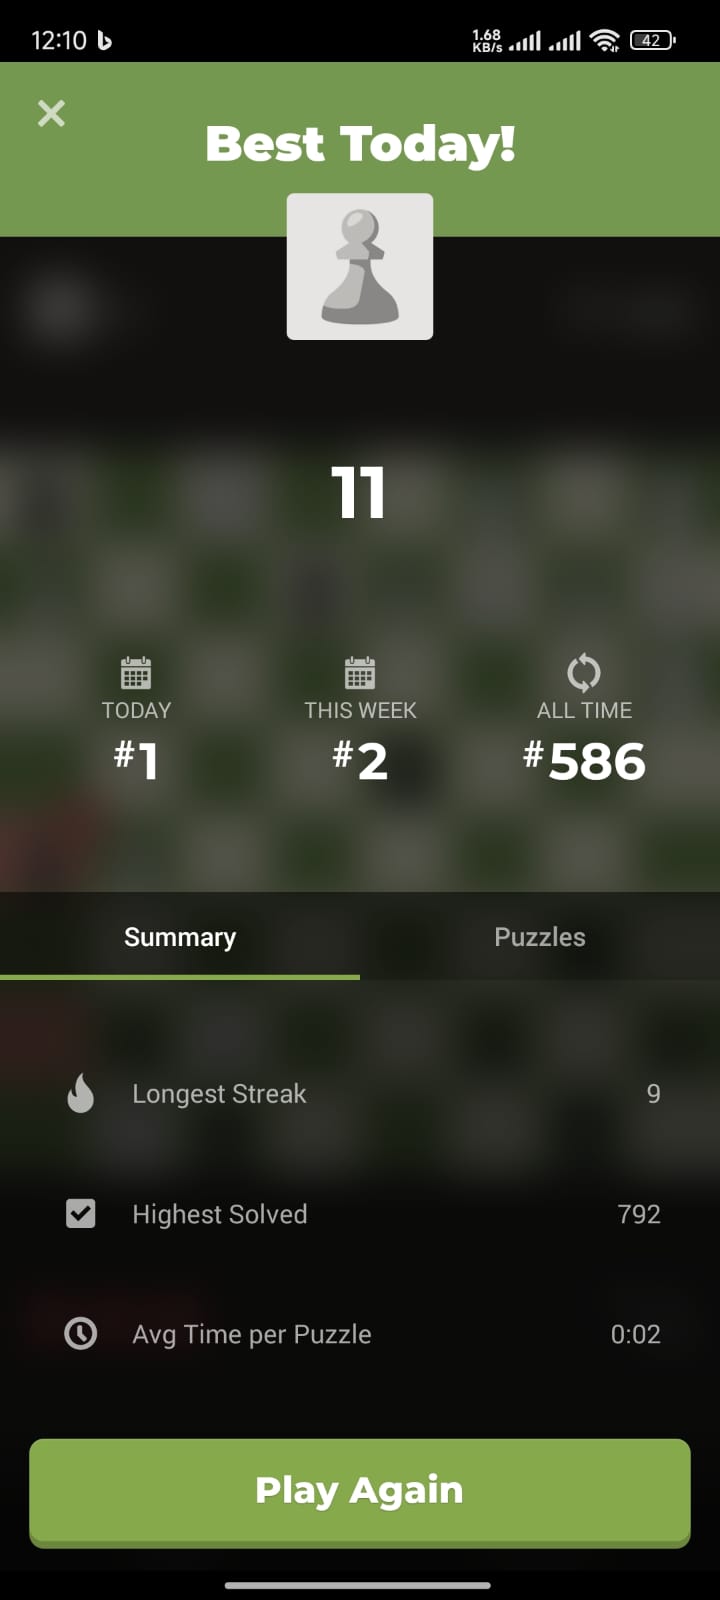 12:10
1.68
KB/s
42
Best Today!
11
TODAY THIS WEEK ALL TIME
#1 #2 #586
Summary Puzzles
Longest Streak 9
Highest Solved 792
Avg Time per Puzzle 0:02
Play Again